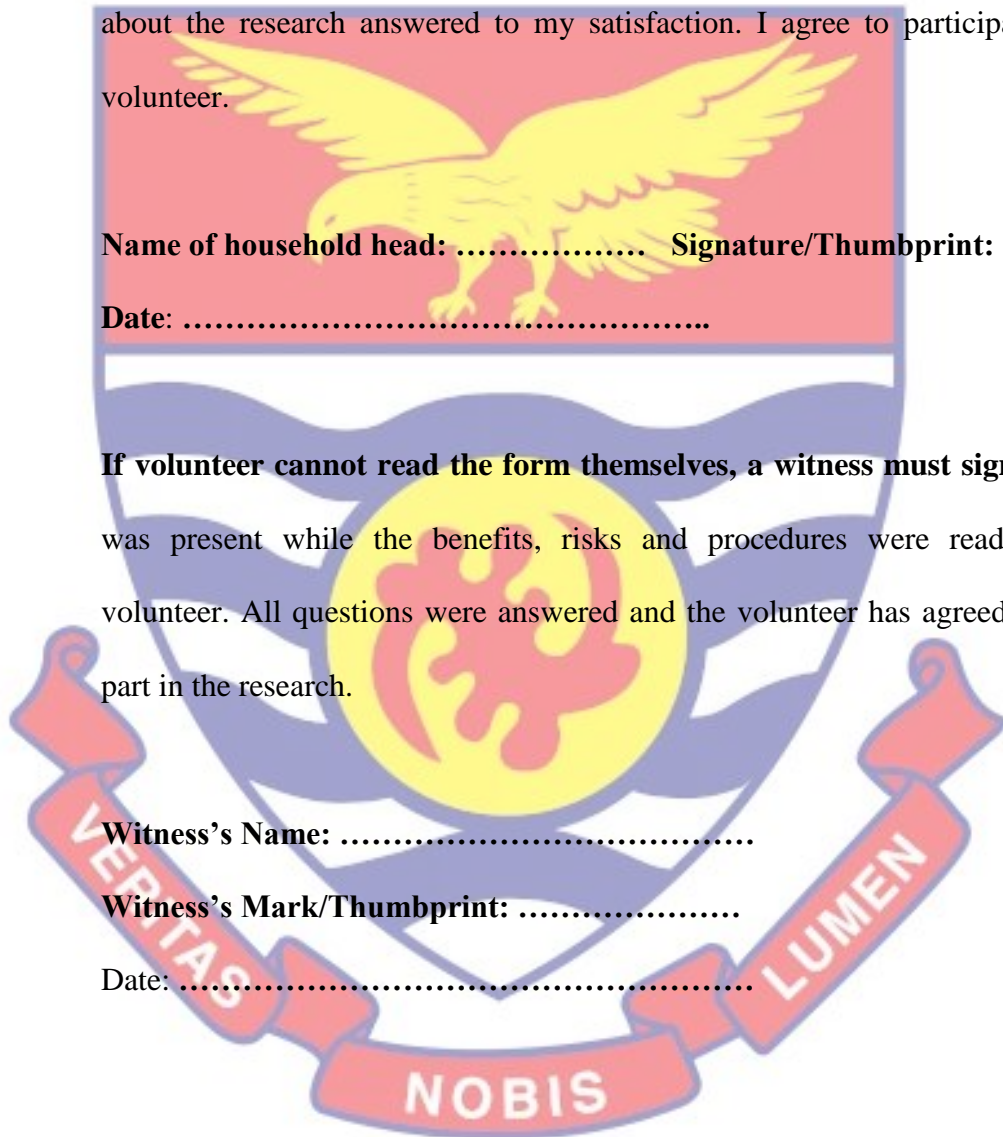 about the research answered to my satisfaction. I agree to
volunteer.
Name of household head: ……………… Signature/Thumbprint:
Date: …………………………………………..
If volunteer cannot read the form themselves, a witness must
was present while the benefits, risks and procedures were read
volunteer. All questions were answered and the volunteer has agreed
part in the research.
Witness’s Name: …………………………………
Witness’s Mark/Thumbprint: …………………
Date: ………………………………………………
VERITAS
NOBIS
LUMEN